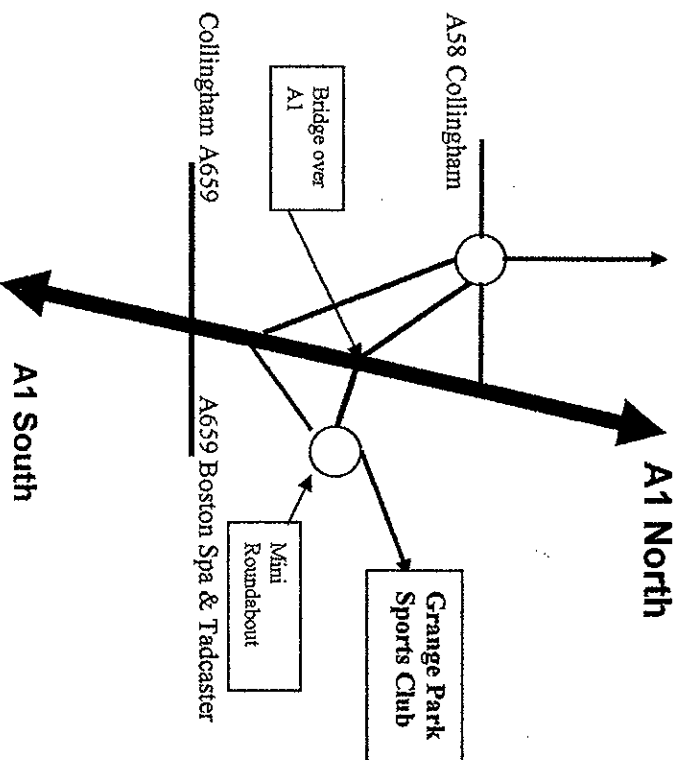 A1 North
A58 Collingham
Grange Park
Sports Club
Bridge over
A1
Mini
Roundabout
Collingham A659
A659 Boston Spa & Tadcaster
A1 South